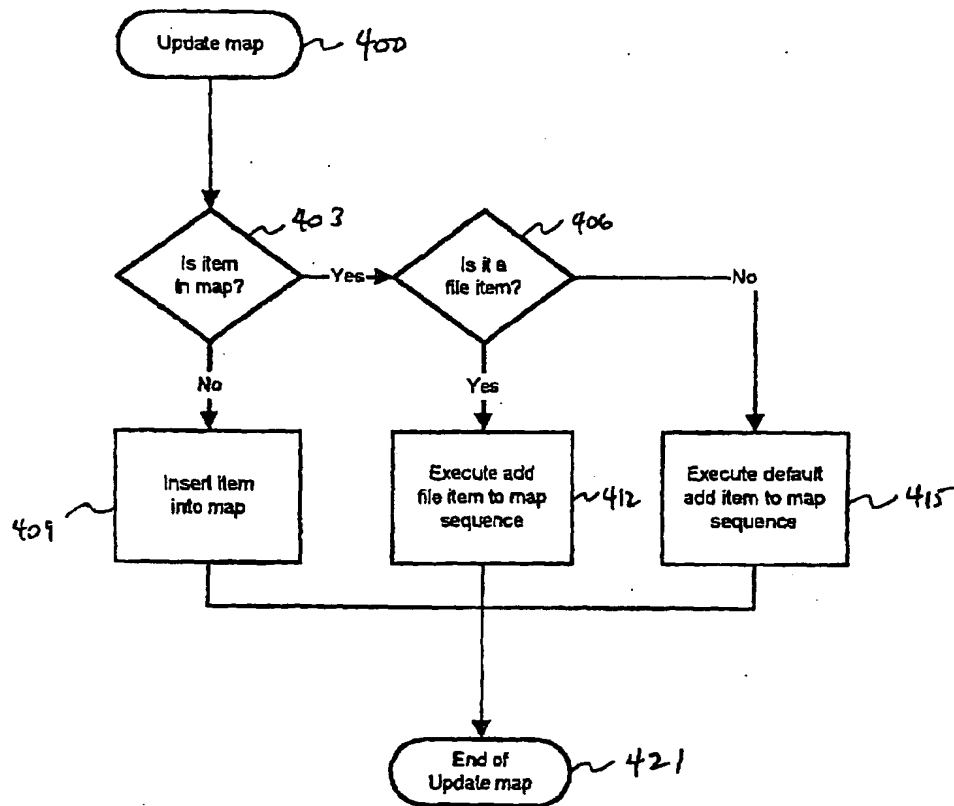 Update map
400
403
406
Is item
in map?
Yes
Is it a
file item?
No
No
Yes
Insert item
into map
Execute add
file item to map
sequence
Execute default
add item to map
sequence
409
412
415
End of
Update map
421